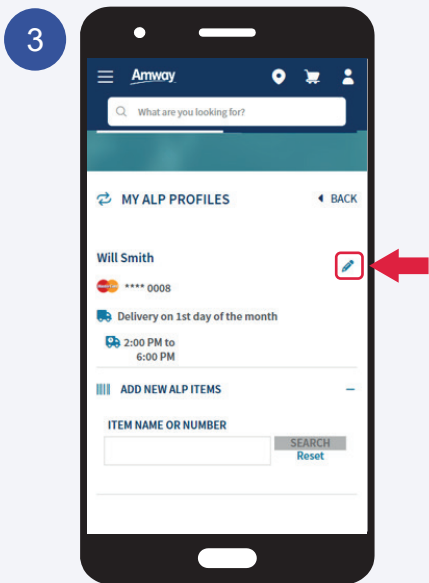 3
Amway
What are you looking for?
MY ALP PROFILES
BACK
Will Smith
**** 0008
Delivery on 1st day of the month
2:00 PM to
6:00 PM
ADD NEW ALP ITEMS
ITEM NAME OR NUMBER
SEARCH
Reset